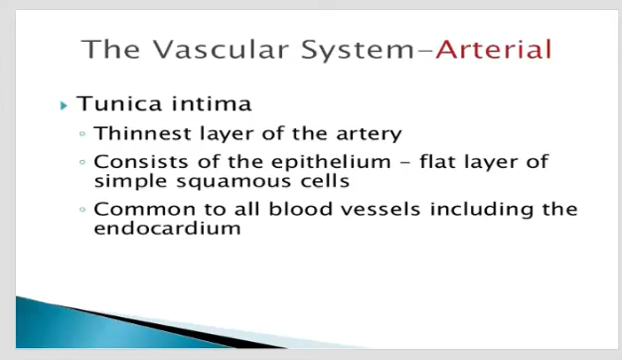 The Vascular System-Arterial
Tunica intima
Thinnest layer of the artery
Consists of the epithelium – flat layer of
simple squamous cells
Common to all blood vessels including the
endocardium